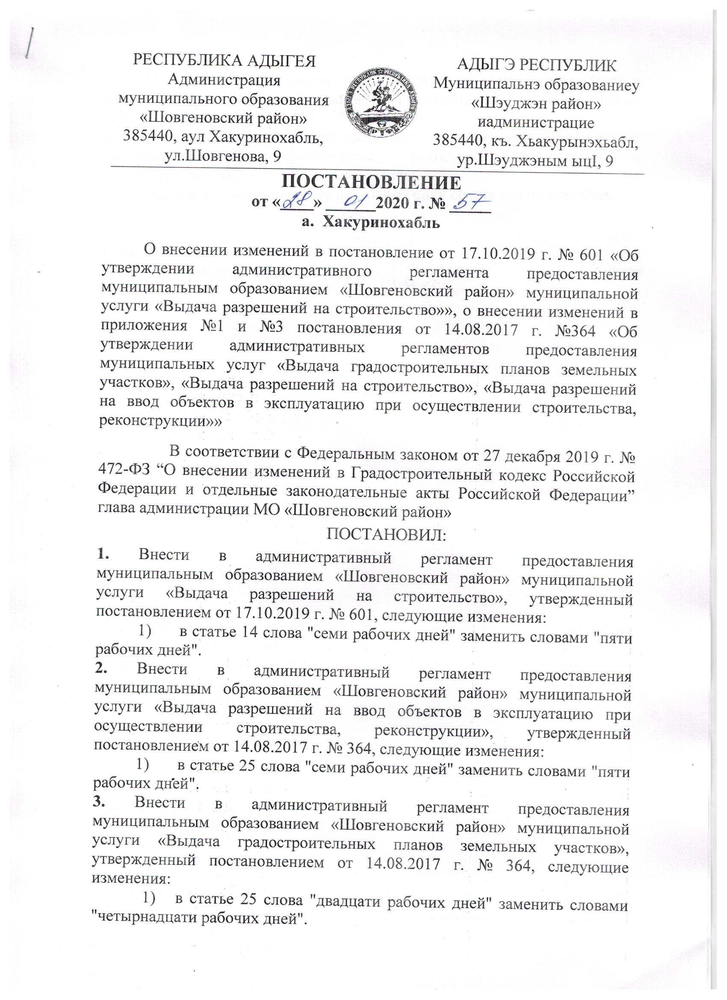 РЕСПУБЛИКА АДЫГЕЯ
Администрация
муниципального образования
«Шовгеновский район»
385440, аул Хакуринохабль,
ул.Шовгенова, 9
АДЫГЭ РЕСПУБЛИК
Муниципальнэ образованиеу
«Шэуджэн район»
иадминистрацие
385440, къ. Хьакурынэхьабл,
ур.Шэуджэным ыцI, 9
ПОСТАНОВЛЕНИЕ
от «28» 01 2020 г. № 57
а. Хакуринохабль
О внесении изменений в постановление от 17.10.2019 г. № 601 «Об
утверждении административного регламента предоставления
муниципальным образованием «Шовгеновский район» муниципальной
услуги «Выдача разрешений на строительство»», о внесении изменений в
приложения №1 и №3 постановления от 14.08.2017 г. №364 «Об
утверждении административных регламентов предоставления
муниципальных услуг «Выдача градостроительных планов земельных
участков», «Выдача разрешений на строительство», «Выдача разрешений
на ввод объектов в эксплуатацию при осуществлении строительства,
реконструкции»»
В соответствии с Федеральным законом от 27 декабря 2019 г. №
472-ФЗ “О внесении изменений в Градостроительный кодекс Российской
Федерации и отдельные законодательные акты Российской Федерации”
глава администрации МО «Шовгеновский район»
ПОСТАНОВИЛ:
1. Внести в административный регламент предоставления
муниципальным образованием «Шовгеновский район» муниципальной
услуги «Выдача разрешений на строительство», утвержденный
постановлением от 17.10.2019 г. № 601, следующие изменения:
1) в статье 14 слова "семи рабочих дней" заменить словами "пяти
рабочих дней".
2. Внести в административный регламент предоставления
муниципальным образованием «Шовгеновский район» муниципальной
услуги «Выдача разрешений на ввод объектов в эксплуатацию при
осуществлении строительства, реконструкции», утвержденный
постановлением от 14.08.2017 г. № 364, следующие изменения:
1) в статье 25 слова "семи рабочих дней" заменить словами "пяти
рабочих дней".
3. Внести в административный регламент предоставления
муниципальным образованием «Шовгеновский район» муниципальной
услуги «Выдача градостроительных планов земельных участков»,
утвержденный постановлением от 14.08.2017 г. № 364, следующие
изменения:
1) в статье 25 слова "двадцати рабочих дней" заменить словами
"четырнадцати рабочих дней".